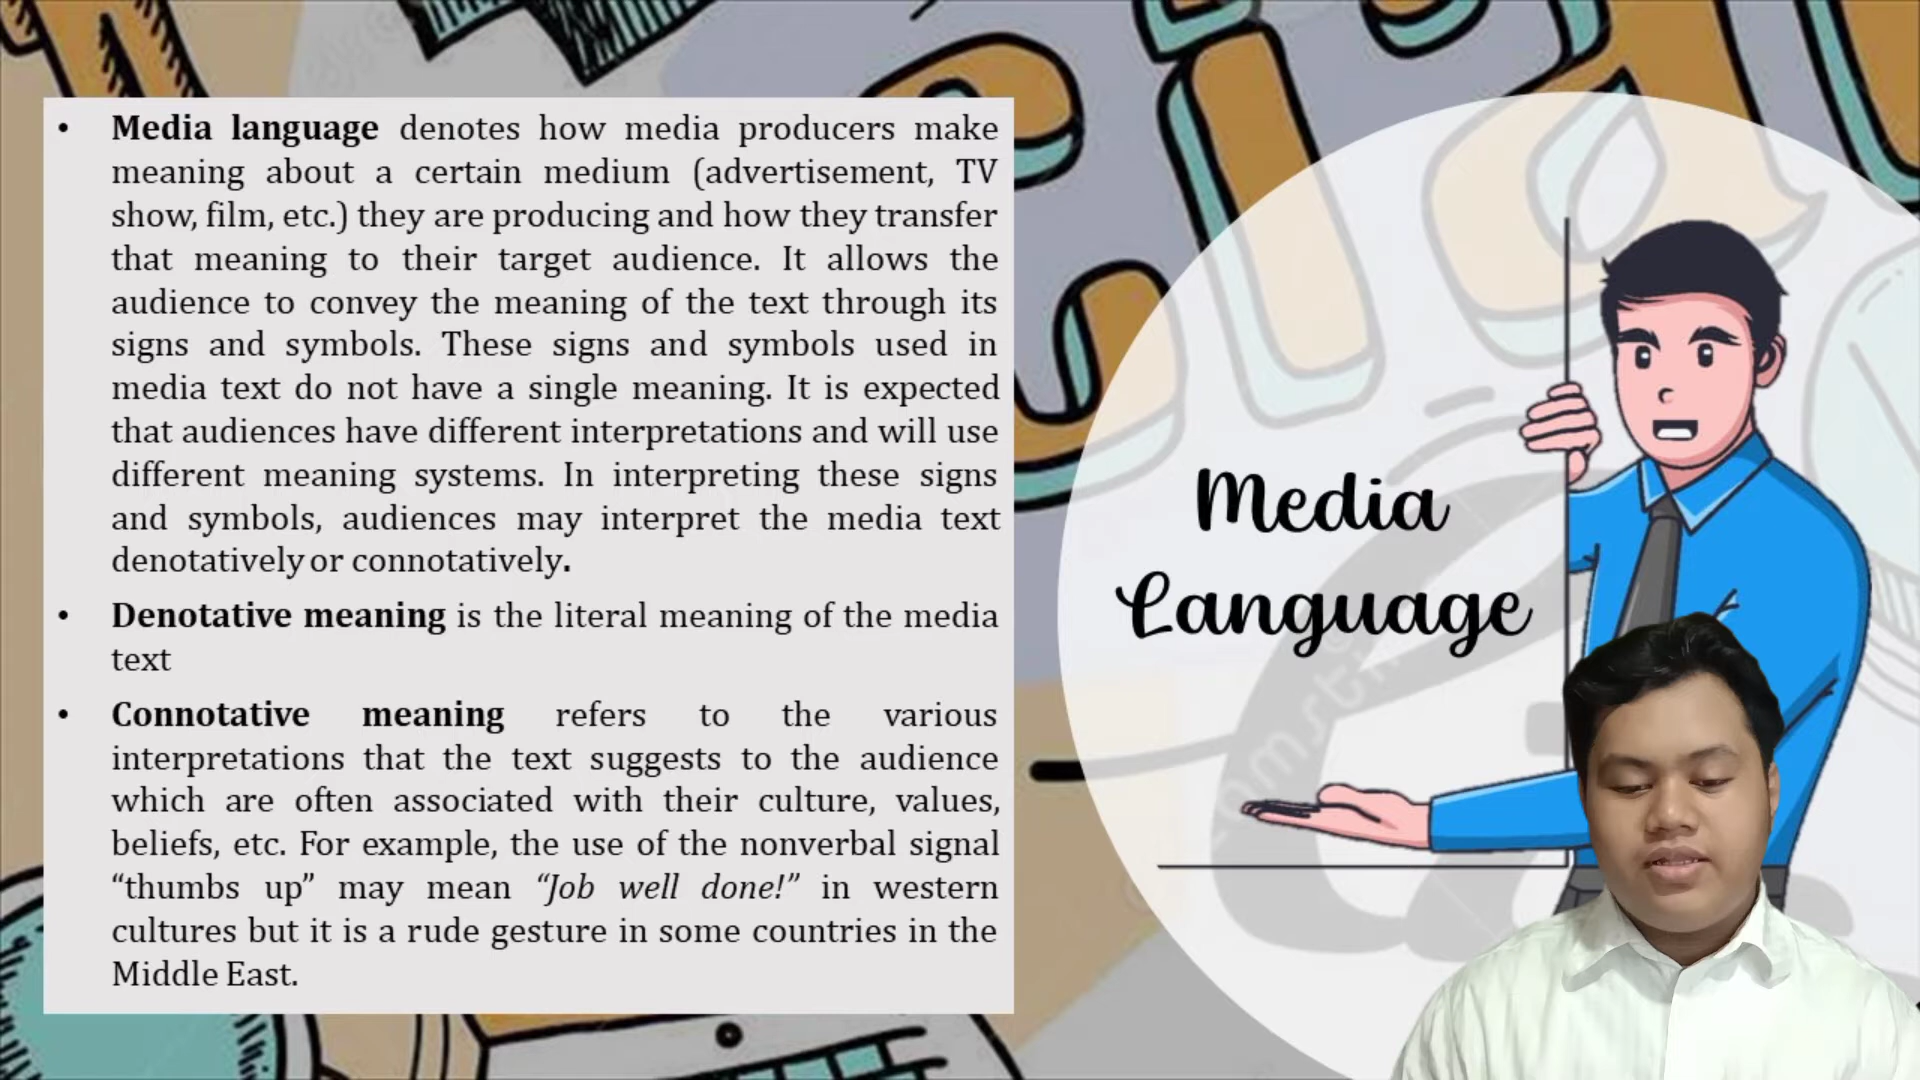 • Media language denotes how media producers make
meaning about a certain medium (advertisement, TV
show, film, etc.) they are producing and how they transfer
that meaning to their target audience. It allows the
audience to convey the meaning of the text through its
signs and symbols. These signs and symbols used in
media text do not have a single meaning. It is expected
that audiences have different interpretations and will use
different meaning systems. In interpreting these signs
and symbols, audiences may interpret the media text
denotatively or connotatively.
• Denotative meaning is the literal meaning of the media
text
• Connotative meaning refers to the various
interpretations that the text suggests to the audience
which are often associated with their culture, values,
beliefs, etc. For example, the use of the nonverbal signal
“thumbs up” may mean “Job well done!” in western
cultures but it is a rude gesture in some countries in the
Middle East.
Media
Language